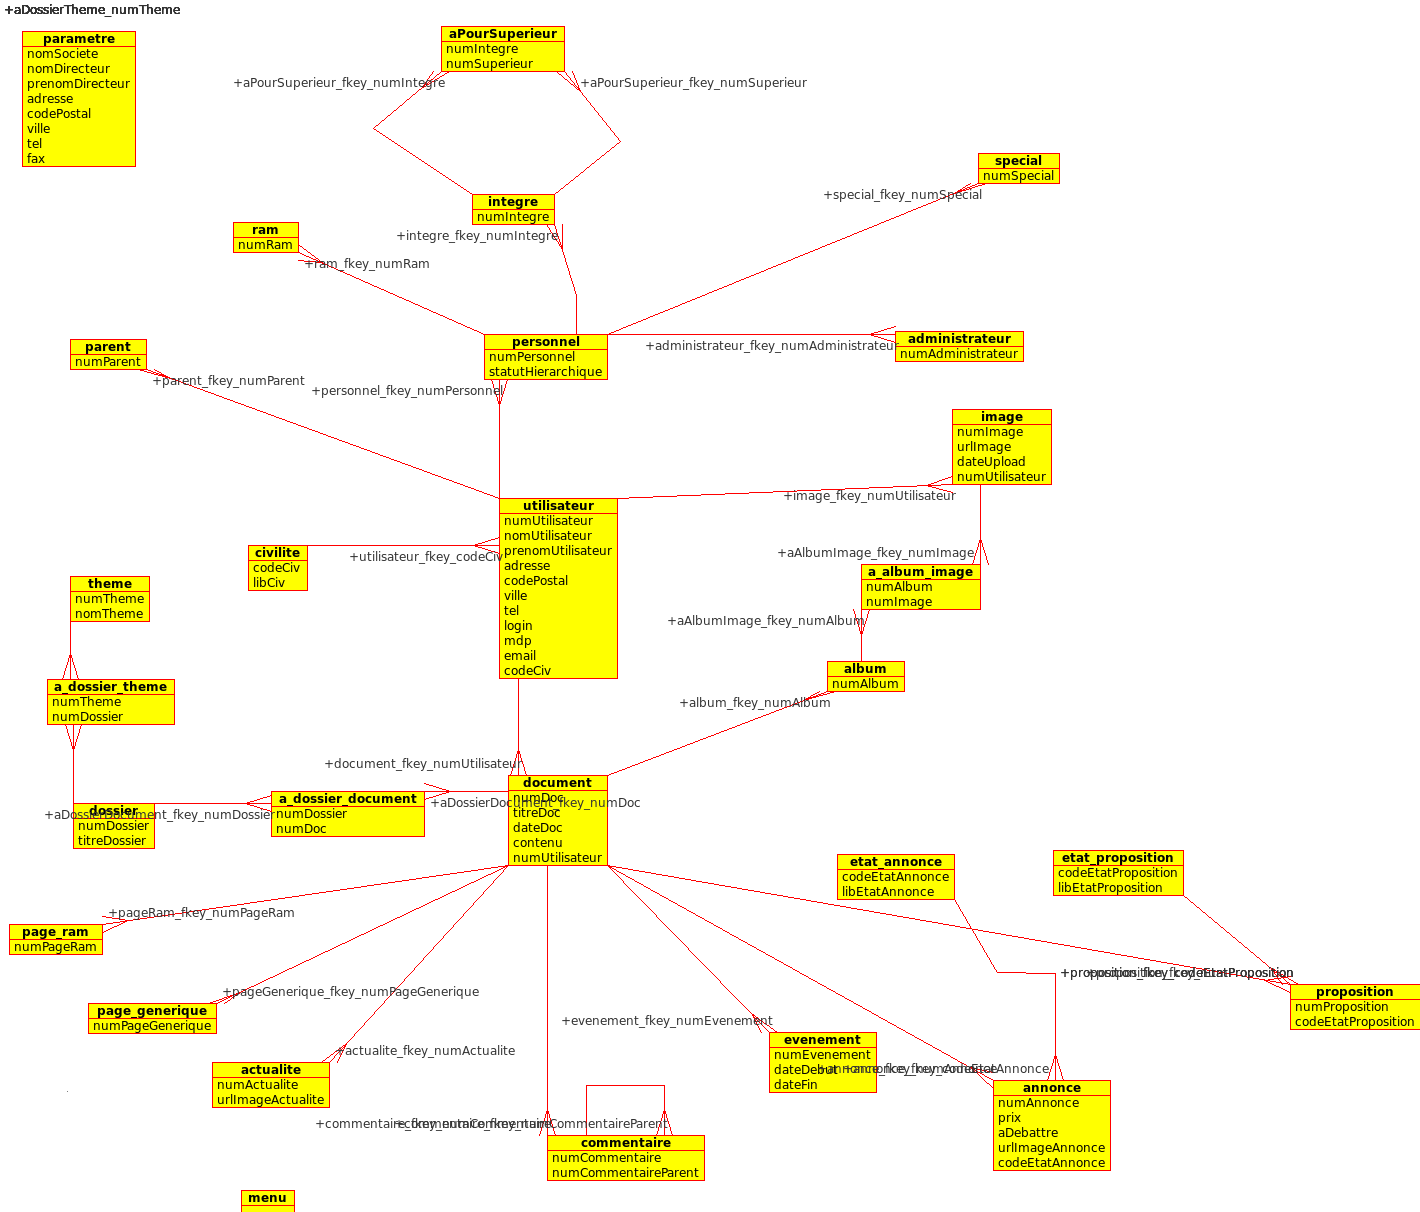 +aDossierTheme_numTheme
parametre
nomSociete
nomDirecteur
prenomDirecteur
adresse
codePostal
ville
tel
fax
aPourSuperieur
numIntegre
numSuperieur
+aPourSuperieur_fkey_numIntegre
+aPourSuperieur_fkey_numSuperieur
special
numSpecial
+special_fkey_numSpecial
integre
numIntegre
+integre_fkey_numIntegre
ram
numRam
+ram_fkey_numRam
personnel
numPersonnel
statutHierarchique
+administrateur_fkey_numAdministrateur
administrateur
numAdministrateur
parent
numParent
+parent_fkey_numParent
+personnel_fkey_numPersonnel
image
numImage
urlImage
dateUpload
numUtilisateur
+image_fkey_numUtilisateur
utilisateur
numUtilisateur
nomUtilisateur
prenomUtilisateur
adresse
codePostal
ville
tel
login
mdp
email
codeCiv
civilite
codeCiv
libCiv
+utilisateur_fkey_codeCiv
+aAlbumImage_fkey_numImage
a_album_image
numAlbum
numImage
+aAlbumImage_fkey_numAlbum
theme
numTheme
nomTheme
album
numAlbum
+album_fkey_numAlbum
a_dossier_theme
numTheme
numDossier
+document_fkey_numUtilisateur
document
numDoc
titreDoc
dateDoc
contenu
numUtilisateur
a_dossier_document
numDossier
numDoc
+aDossierDocument_fkey_numDoc
dossier
numDossier
titreDossier
+aDossierDocument_fkey_numDossier
etat_annonce
codeEtatAnnonce
libEtatAnnonce
etat_proposition
codeEtatProposition
libEtatProposition
+pageRam_fkey_numPageRam
page_ram
numPageRam
+proposition_fkey_codeEtatProposition
proposition
numProposition
codeEtatProposition
+pageGenerique_fkey_numPageGenerique
page_generique
numPageGenerique
+evenement_fkey_numEvenement
evenement
numEvenement
dateDebut
dateFin
+actualite_fkey_numActualite
actualite
numActualite
urlImageActualite
annonce
numAnnonce
prix
aDebattre
urlImageAnnonce
codeEtatAnnonce
commentaire
numCommentaire
numCommentaireParent
menu